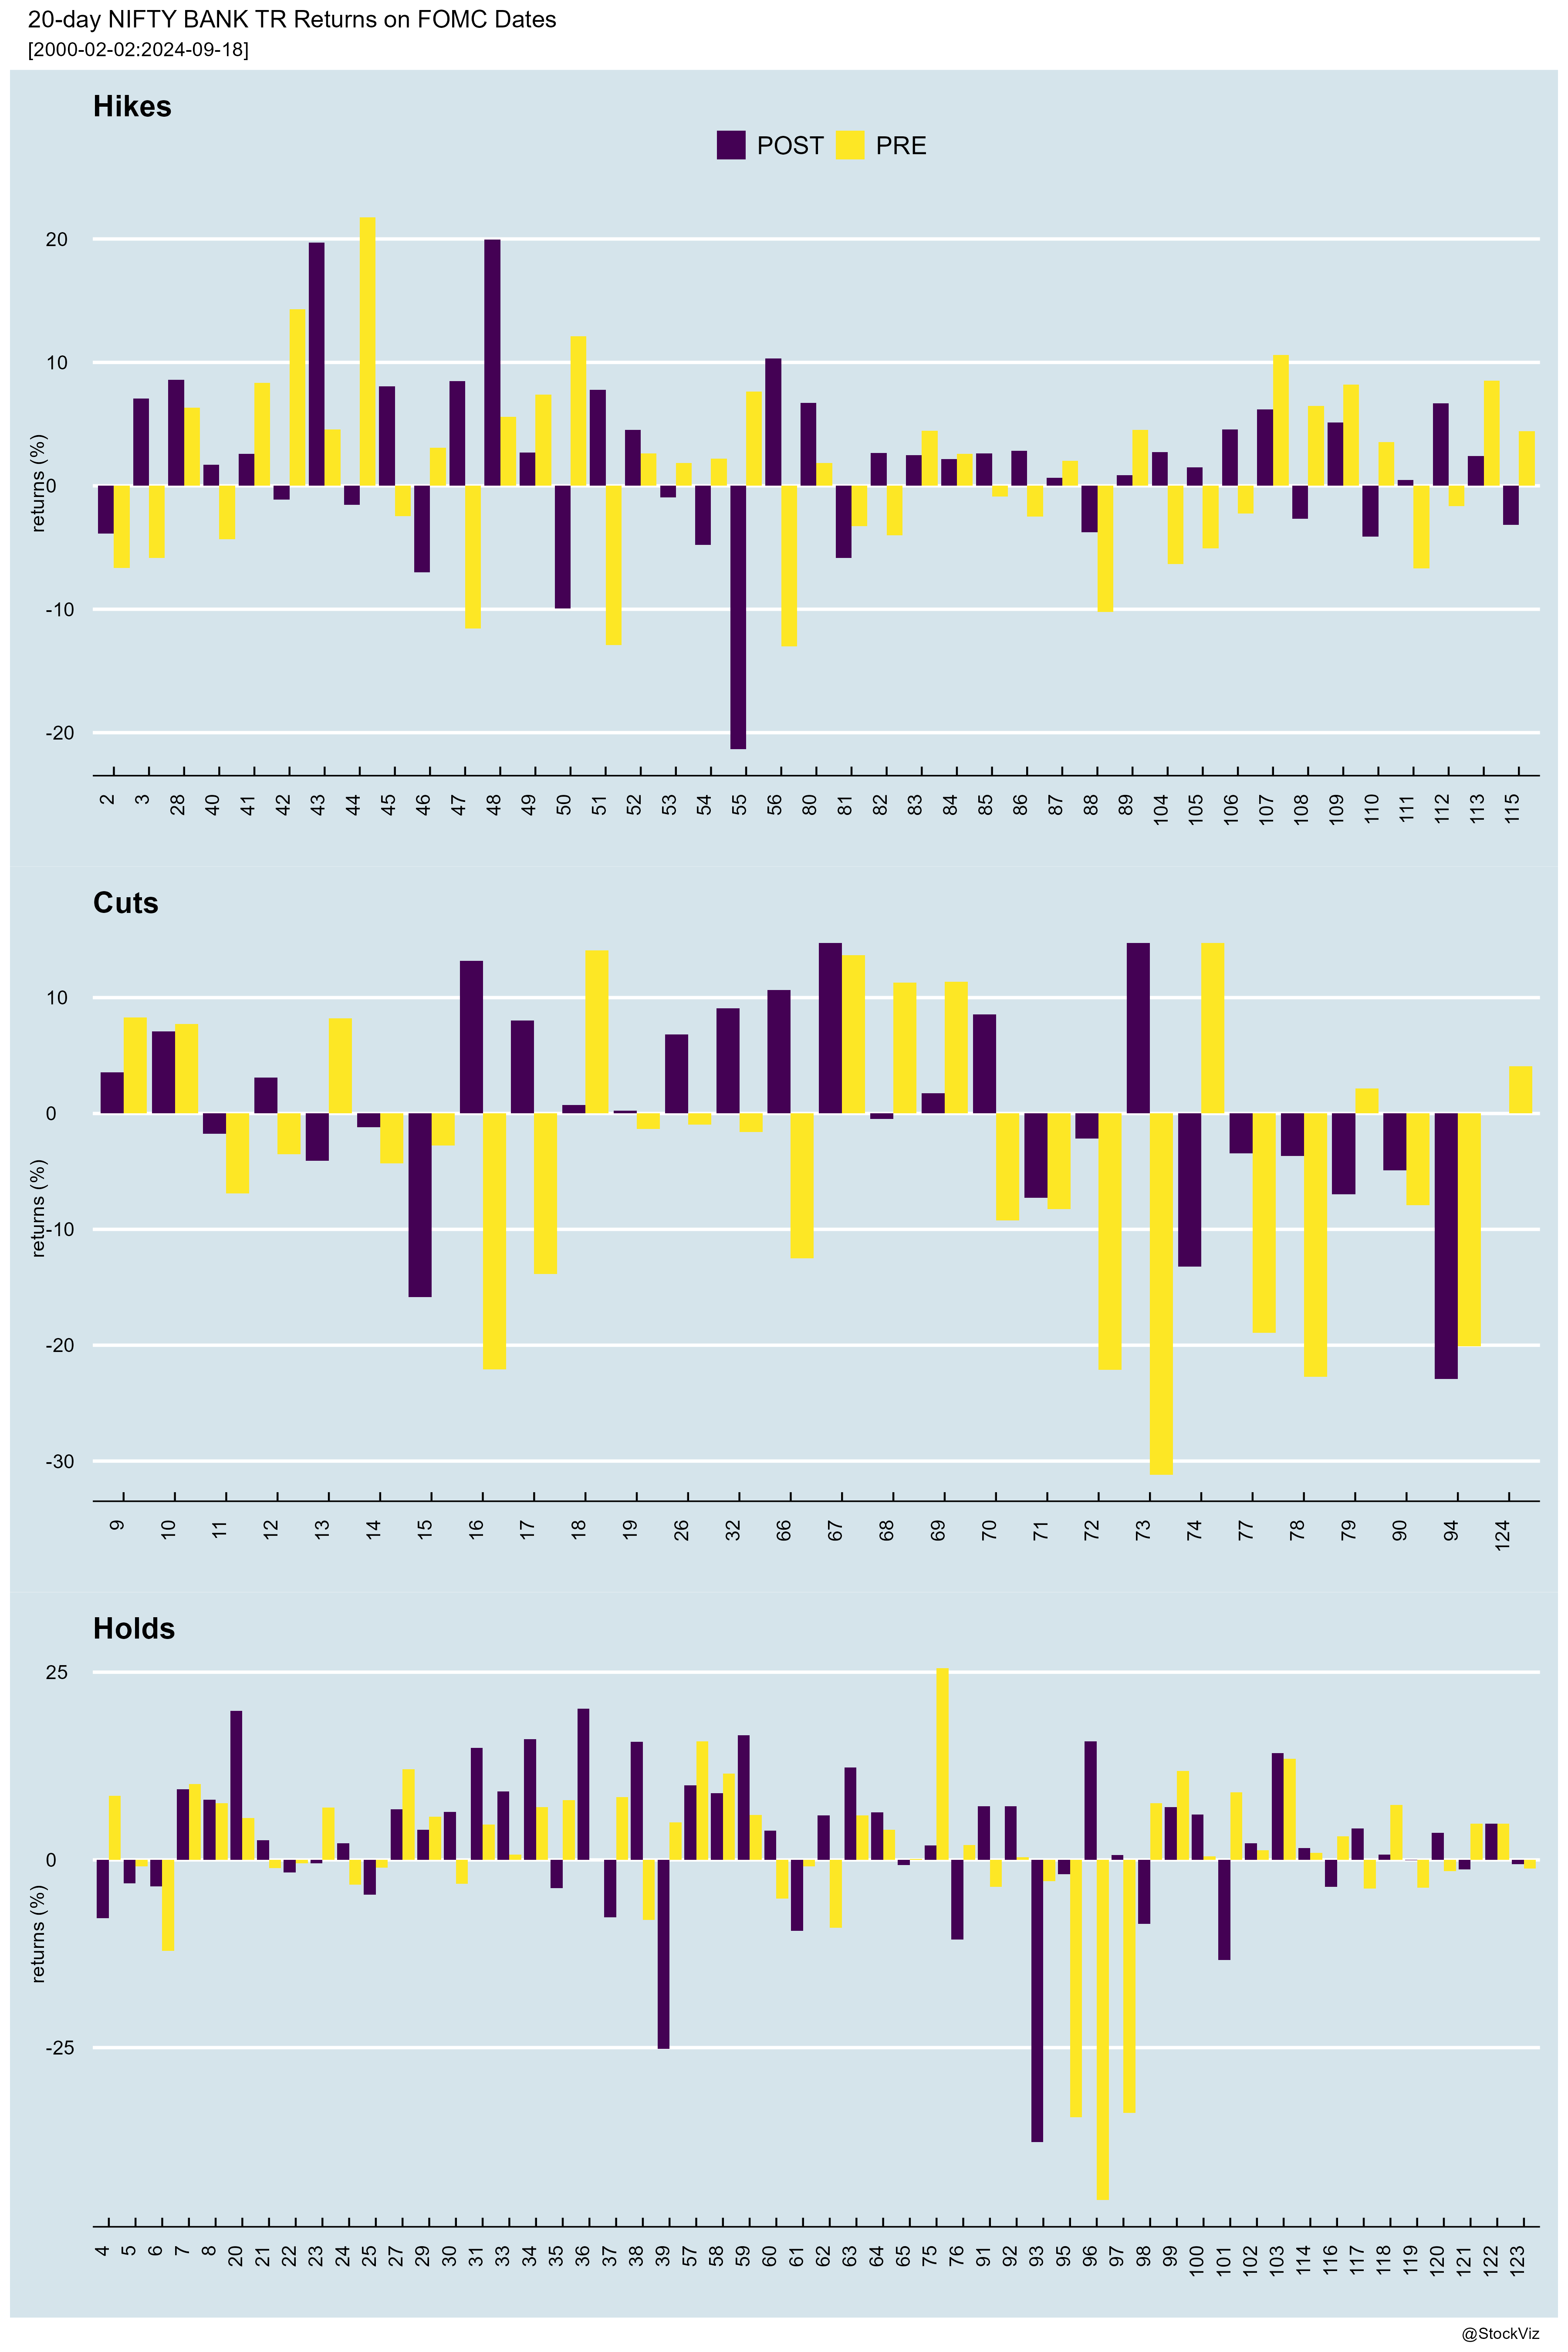 20-day NIFTY BANK TR Returns on FOMC Dates
[2000-02-02:2024-09-18]
Hikes
POST PRE
20
10
0
-10
-20
returns (%)
2 3 28 40 41 42 43 44 45 46 47 48 49 50 51 52 53 54 55 56 80 81 82 83 84 85 86 87 88 89 104 105 106 107 108 109 110 111 112 113 115
Cuts
10
0
-10
-20
-30
returns (%)
9 10 11 12 13 14 15 16 17 18 19 26 32 66 67 68 69 70 71 72 73 74 77 78 79 90 94 124
Holds
25
0
-25
returns (%)
4 5 6 7 8 20 21 22 23 24 25 27 29 30 31 33 34 35 36 37 38 39 57 58 59 60 61 62 63 64 65 75 76 91 92 93 95 96 97 98 99 100 101 102 103 114 116 117 118 119 120 121 122 123
@StockViz